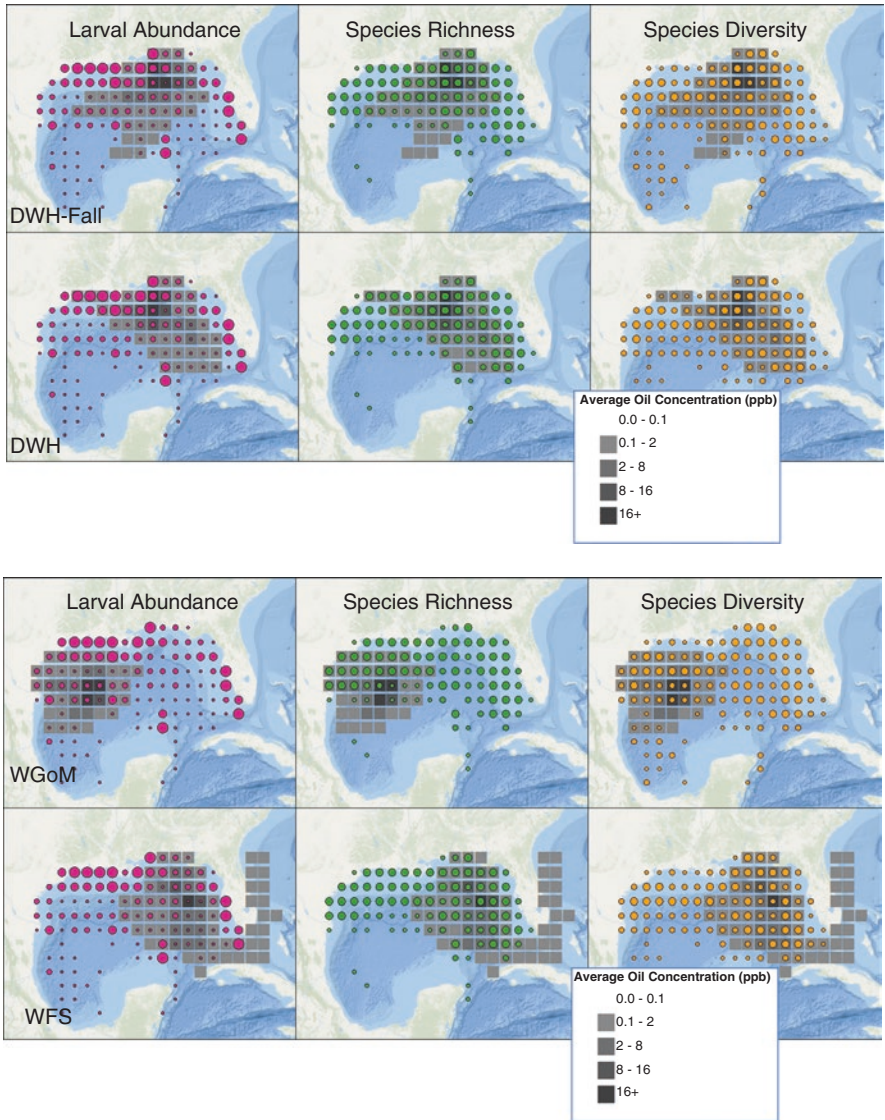 Larval Abundance
Species Richness
Species Diversity
DWH-Fall
DWH
Average Oil Concentration (ppb)
0.0 - 0.1
0.1 - 2
2 - 8
8 - 16
16+
Larval Abundance
Species Richness
Species Diversity
WGoM
WFS
Average Oil Concentration (ppb)
0.0 - 0.1
0.1 - 2
2 - 8
8 - 16
16+